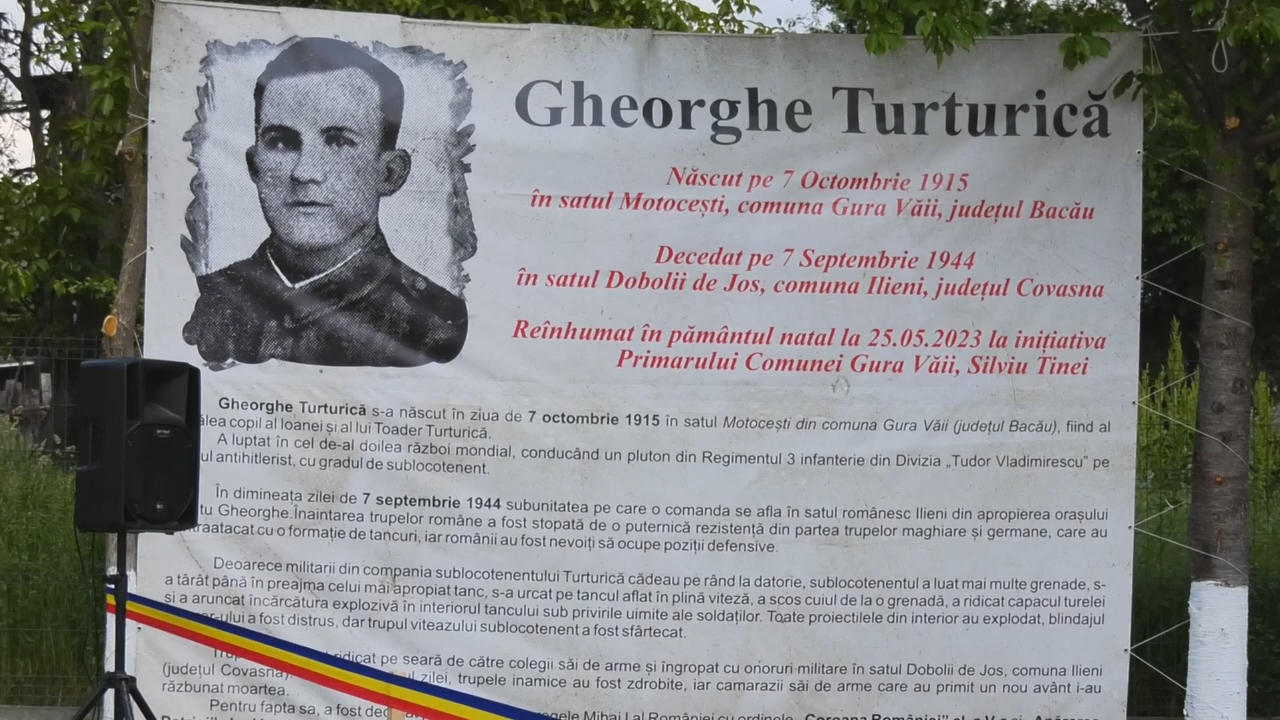 Gheorghe Turturică
Născut pe 7 Octombrie 1915
în satul Motocești, comuna Gura Văii, județul Bacău
Decedat pe 7 Septembrie 1944
în satul Dobolii de Jos, comuna Ilieni, județul Covasna
Reînhumat în pământul natal la 25.05.2023 la inițiativa
Primarului Comunei Gura Văii, Silviu Tinei
Gheorghe Turturică s-a născut în ziua de 7 octombrie 1915 în satul Motocești din comuna Gura Văii (județul Bacău), fiind al
lea copil al Ioanei și al lui Toader Turturică.
A luptat în cel de-al doilea război mondial, conducând un pluton din Regimentul 3 infanterie din Divizia „Tudor Vladimirescu" pe
ul antihitlerist, cu gradul de sublocotenent.
În dimineața zilei de 7 septembrie 1944 subunitatea pe care o comanda se afla în satul românesc Ilieni din apropierea orașului
tu Gheorghe. Înaintarea trupelor române a fost stopată de o puternică rezistență din partea trupelor maghiare și germane, care au
traatacat cu o formație de tancuri, iar românii au fost nevoiți să ocupe poziții defensive.
Deoarece militarii din compania sublocotenentului Turturică cădeau pe rând la datorie, sublocotenentul a luat mai multe grenade, s-
a târât până în preajma celui mai apropiat tanc, s-a urcat pe tancul aflat în plină viteză, a scos cuiul de la o grenadă, a ridicat capacul turelei
si a aruncat încărcătura explozivă în interiorul tancului sub privirile uimite ale soldaților. Toate proiectilele din interior au explodat, blindajul
ului a fost distrus, dar trupul viteazului sublocotenent a fost sfârtecat.
ridicat pe seară de către colegii săi de arme și îngropat cu onoruri militare în satul Dobolii de Jos, comuna Ilieni
(județul Covasna). zilei, trupele inamice au fost zdrobite, iar camarazii săi de arme care au primit un nou avânt i-au
răzbunat moartea.
Pentru fapta sa, a fost dec regele Mihai I al României cu ordinele „Coroana României"